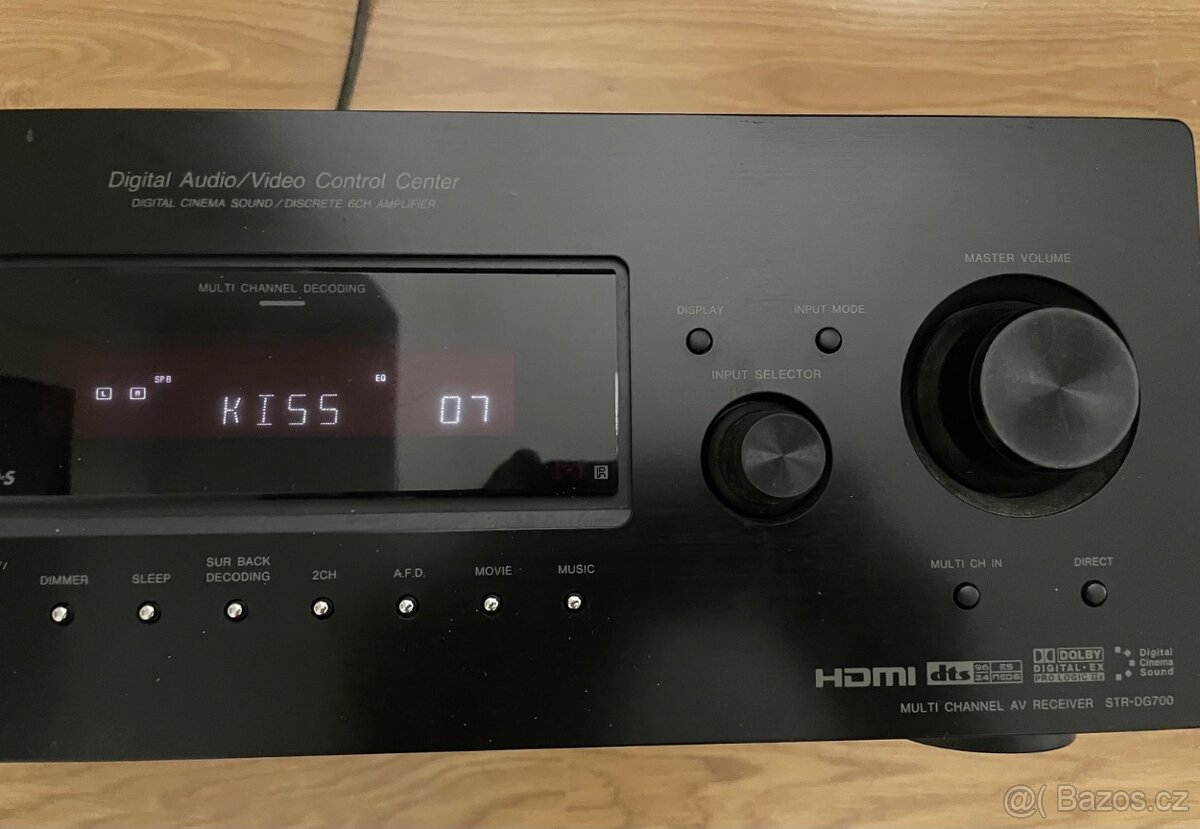 Digital Audio/Video Control Center
DIGITAL CINEMA SOUND / DISCRETE 6CH AMPLIFIER
MULTI CHANNEL DECODING
L R SP B EQ
KISS 07
-S
IR
MASTER VOLUME
DISPLAY INPUT MODE
INPUT SELECTOR
DIMMER SLEEP SUR BACK DECODING 2CH A.F.D. MOVIE MUSIC
MULTI CH IN DIRECT
HDMI dts 96 24 ES NEO:6
DOLBY
DIGITAL·EX
PRO LOGIC IIx
Digital
Cinema
Sound
MULTI CHANNEL AV RECEIVER STR-DG700
@( Bazos.cz